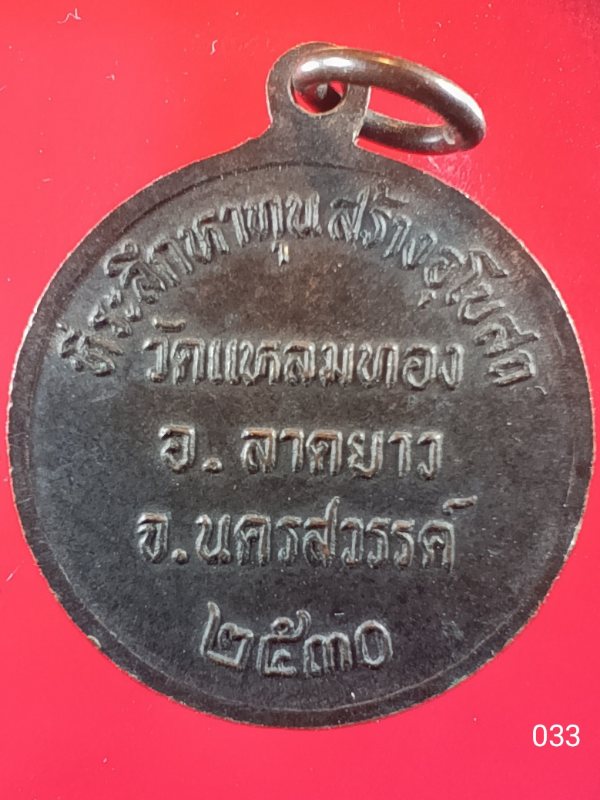 ที่ระลึกหาทุนสร้างอุโบสถ
วัดแหลมทอง
อ. ลาดยาว
จ.นครสวรรค์
๒๕๓๐
033